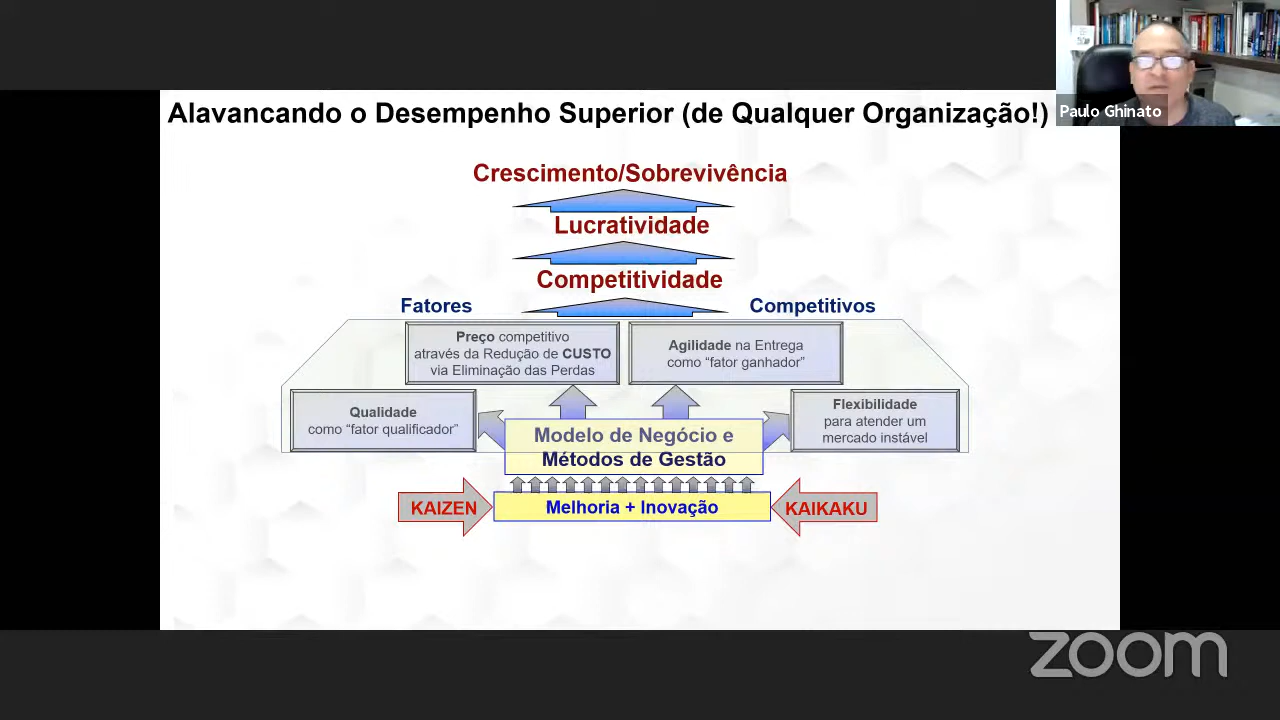 Paulo Ghinato
Alavancando o Desempenho Superior (de Qualquer Organização!)
Crescimento/Sobrevivência
Lucratividade
Competitividade
Fatores
Competitivos
Preço competitivo
através da Redução de CUSTO
via Eliminação das Perdas
Agilidade na Entrega
como “fator ganhador”
Qualidade
como “fator qualificador”
Flexibilidade
para atender um
mercado instável
Modelo de Negócio e
Métodos de Gestão
KAIZEN
Melhoria + Inovação
KAIKAKU
zoom